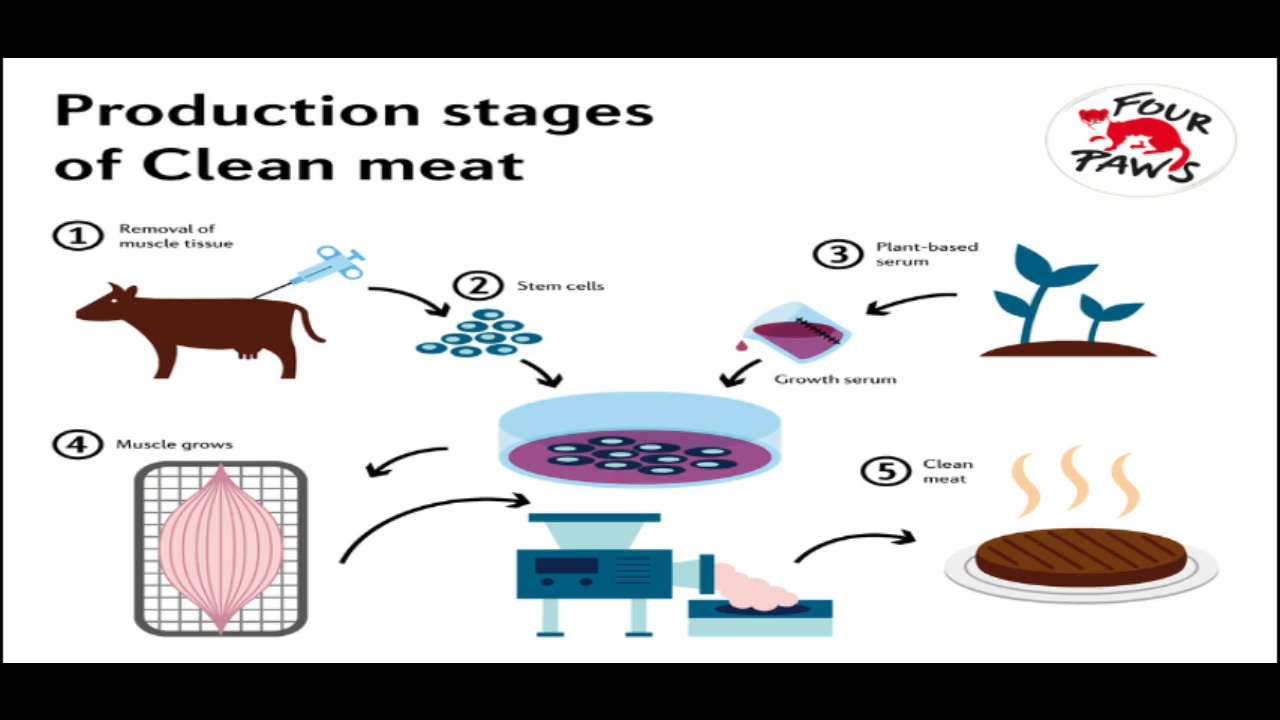 Production stages
of Clean meat
FOUR
PAWS
1 Removal of
muscle tissue
2 Stem cells
3 Plant-based
serum
Growth serum
4 Muscle grows
5 Clean
meat